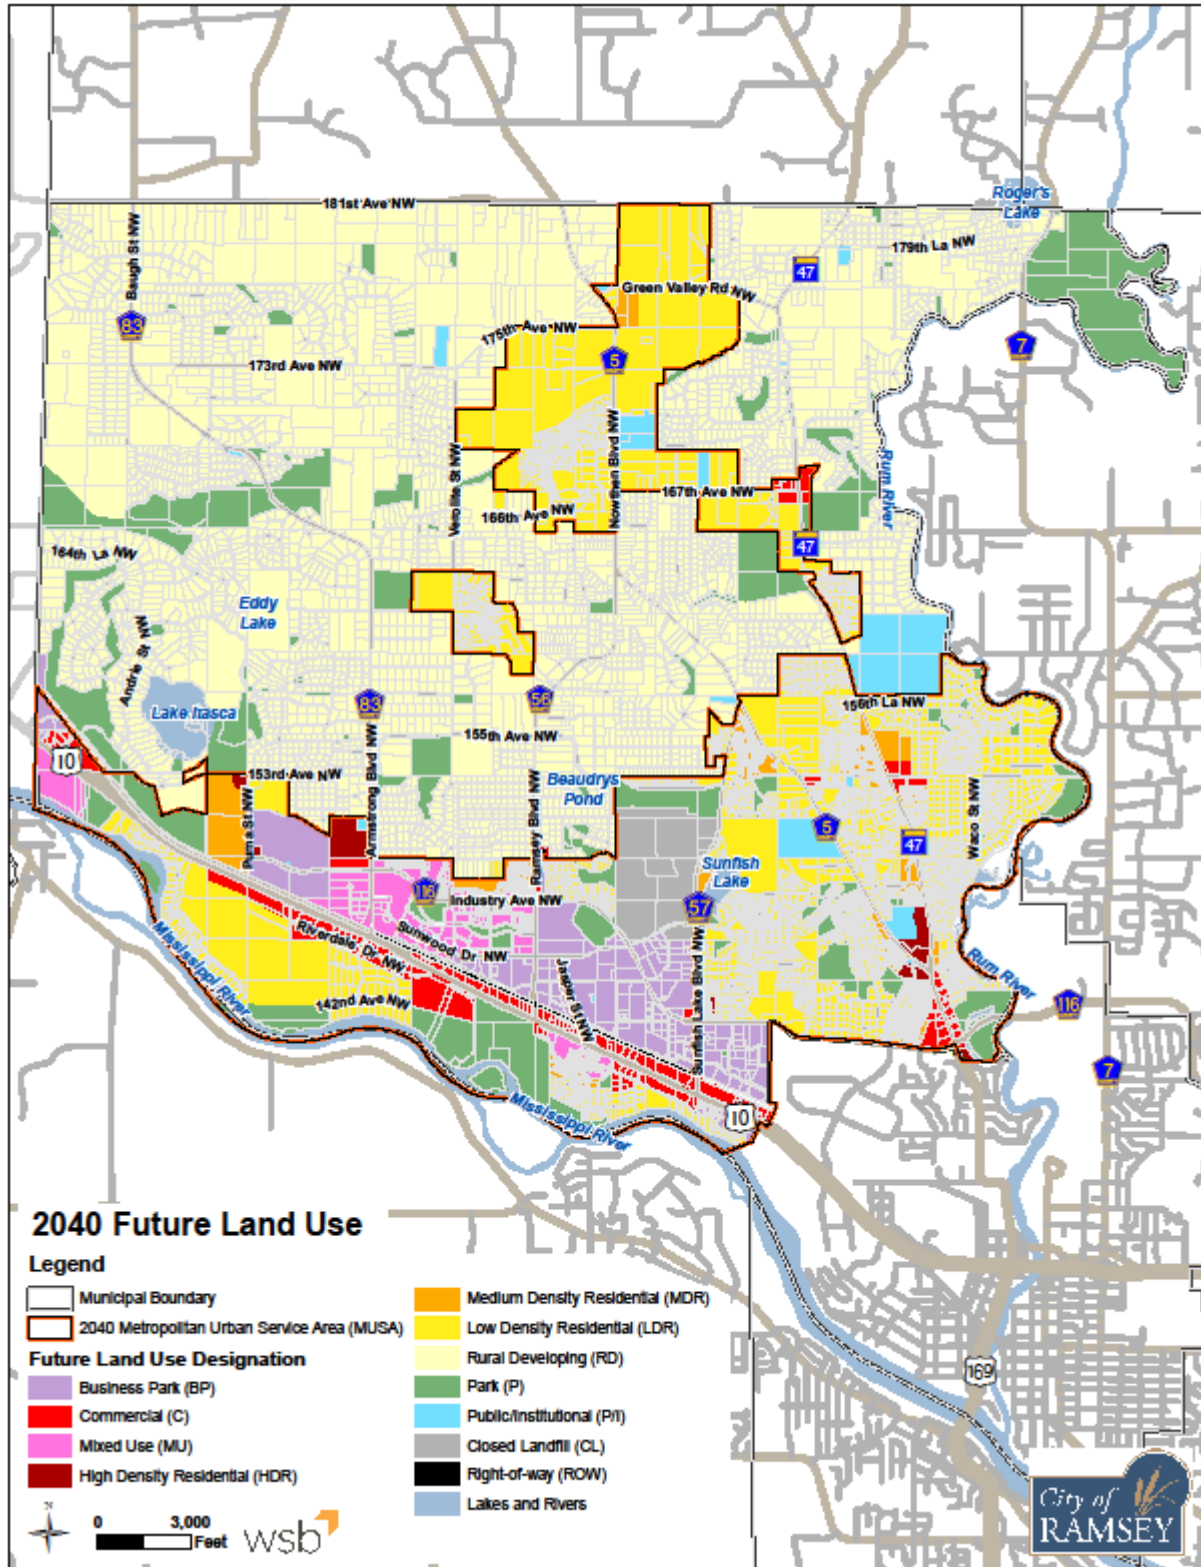 Roger's
Lake
181st Ave NW
179th La NW
Baugh St NW
47
Green Valley Rd NW
83
175th Ave NW
7
5
173rd Ave NW
Nowthen Blvd NW
Variolite St NW
Rum River
167th Ave NW
166th Ave NW
47
164th La NW
Eddy
Lake
Andrie St NW
156th La NW
Lake Itasca
83
56
155th Ave NW
10
153rd Ave NW
Beaudrys
Pond
Armstrong Blvd NW
Puma St NW
Ramsey Blvd NW
Waco St NW
5
47
Sunfish
Lake
116
Industry Ave NW
57
Sunwood Dr NW
Riverdale Dr NW
Mississippi River
Jasper St NW
Sunfish Lake Blvd NW
Rum River
142nd Ave NW
116
7
Mississippi River
10
2040 Future Land Use
Legend
Municipal Boundary
2040 Metropolitan Urban Service Area (MUSA)
Future Land Use Designation
Business Park (BP)
Commercial (C)
Mixed Use (MU)
High Density Residential (HDR)
Medium Density Residential (MDR)
Low Density Residential (LDR)
Rural Developing (RD)
Park (P)
Public/Institutional (P/I)
Closed Landfill (CL)
Right-of-way (ROW)
Lakes and Rivers
169
N
0 3,000
Feet
wsb
City of
RAMSEY